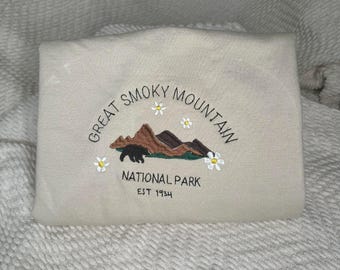 GREAT SMOKY MOUNTAIN
NATIONAL PARK
EST 1934